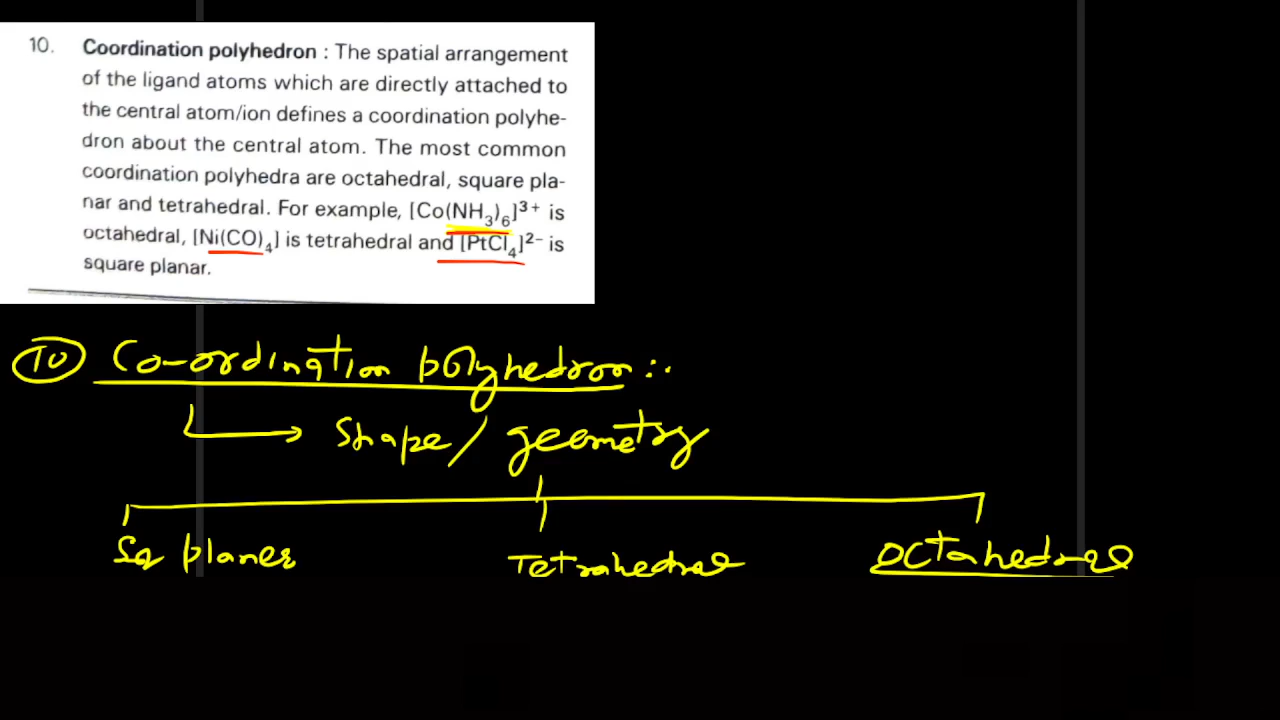 10. Coordination polyhedron : The spatial arrangement
of the ligand atoms which are directly attached to
the central atom/ion defines a coordination polyhe-
dron about the central atom. The most common
coordination polyhedra are octahedral, square pla-
nar and tetrahedral. For example, [Co(NH₃)₆]³⁺ is
octahedral, [Ni(CO)₄] is tetrahedral and [PtCl₄]²⁻ is
square planar.
10 Co-ordination polyhedron :.
Shape/ geometry
Sq planer
Tetrahedral
Octahedral